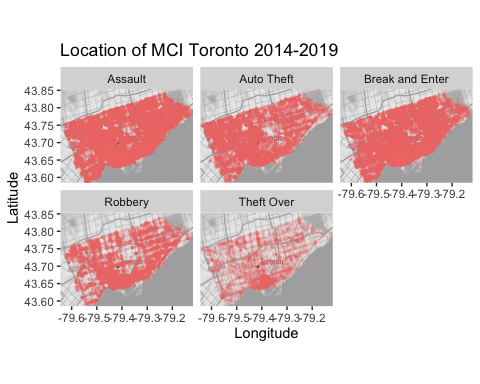 Location of MCI Toronto 2014-2019
Assault Auto Theft Break and Enter
43.85
43.80
43.75
43.70
43.65
43.60
-79.6 -79.5 -79.4 -79.3 -79.2
Robbery Theft Over
43.85
43.80
43.75
43.70
43.65
43.60
-79.6 -79.5 -79.4 -79.3 -79.2 -79.6 -79.5 -79.4 -79.3 -79.2
Latitude
Longitude